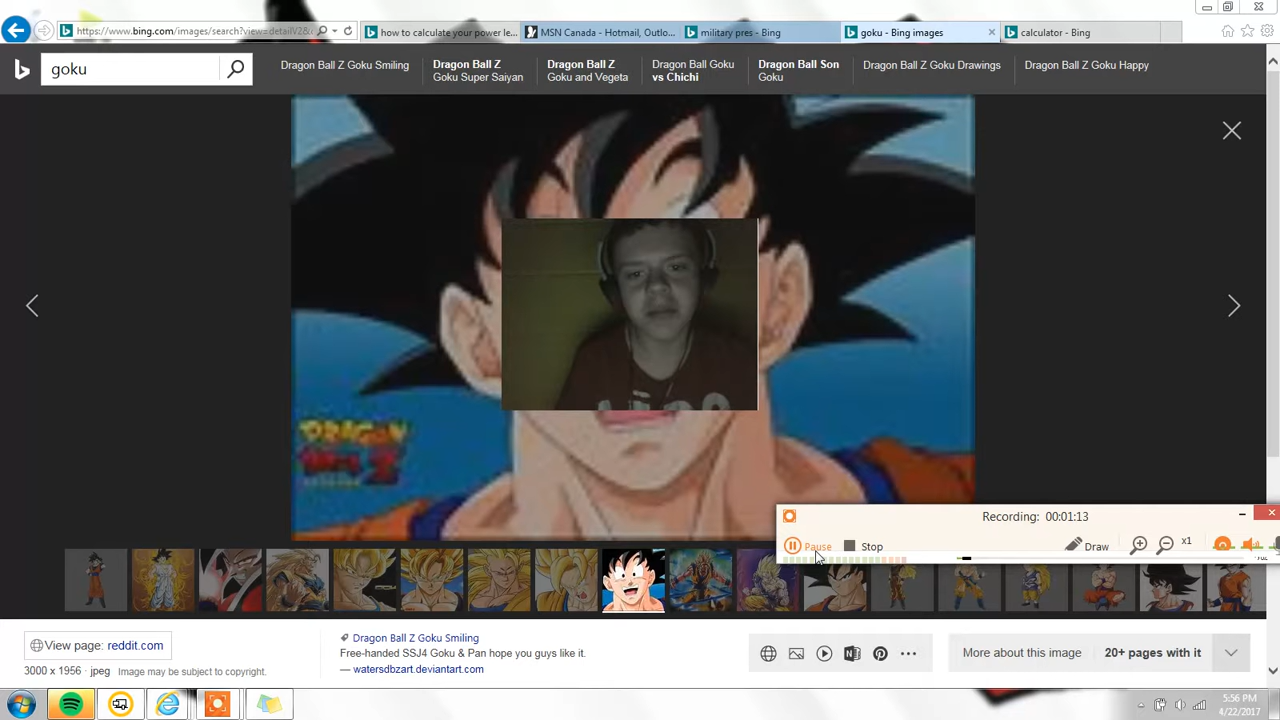 https://www.bing.com/images/search?view=detailV2&
how to calculate your power le...
MSN Canada - Hotmail, Outlo...
military pres - Bing
goku - Bing images
calculator - Bing
goku
Dragon Ball Z Goku Smiling
Dragon Ball Z
Goku Super Saiyan
Dragon Ball Z
Goku and Vegeta
Dragon Ball Goku
vs Chichi
Dragon Ball Son
Goku
Dragon Ball Z Goku Drawings
Dragon Ball Z Goku Happy
DRAGON
BALL Z
Recording: 00:01:13
Pause
Stop
Draw
x1
View page: reddit.com
3000 x 1956 · jpeg
Image may be subject to copyright.
Dragon Ball Z Goku Smiling
Free-handed SSJ4 Goku & Pan hope you guys like it.
— watersdbzart.deviantart.com
More about this image
20+ pages with it
5:56 PM
4/22/2017